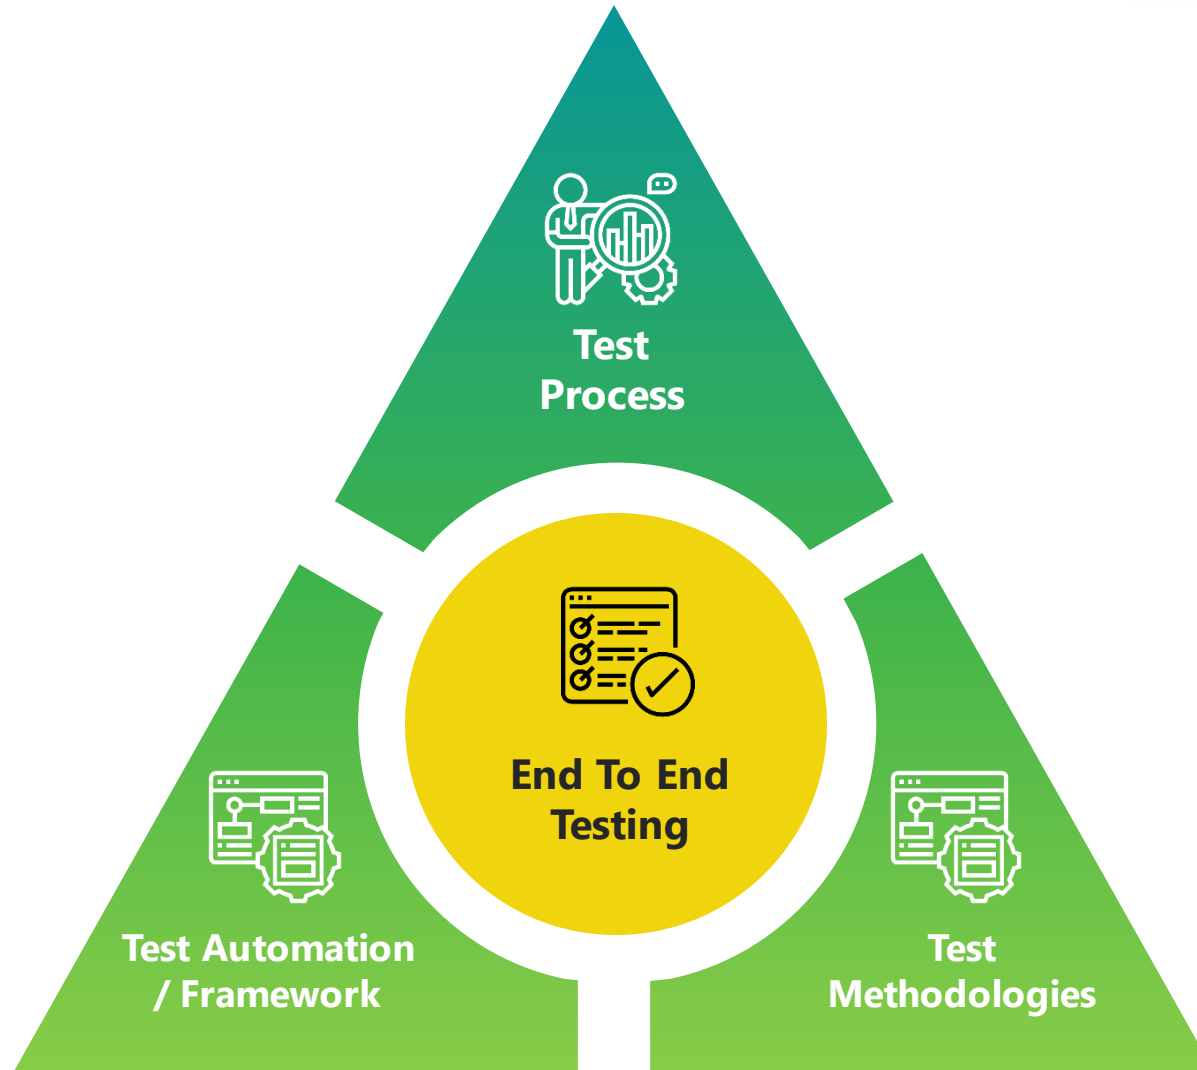 Test
Process
End To End
Testing
Test Automation
/ Framework
Test
Methodologies